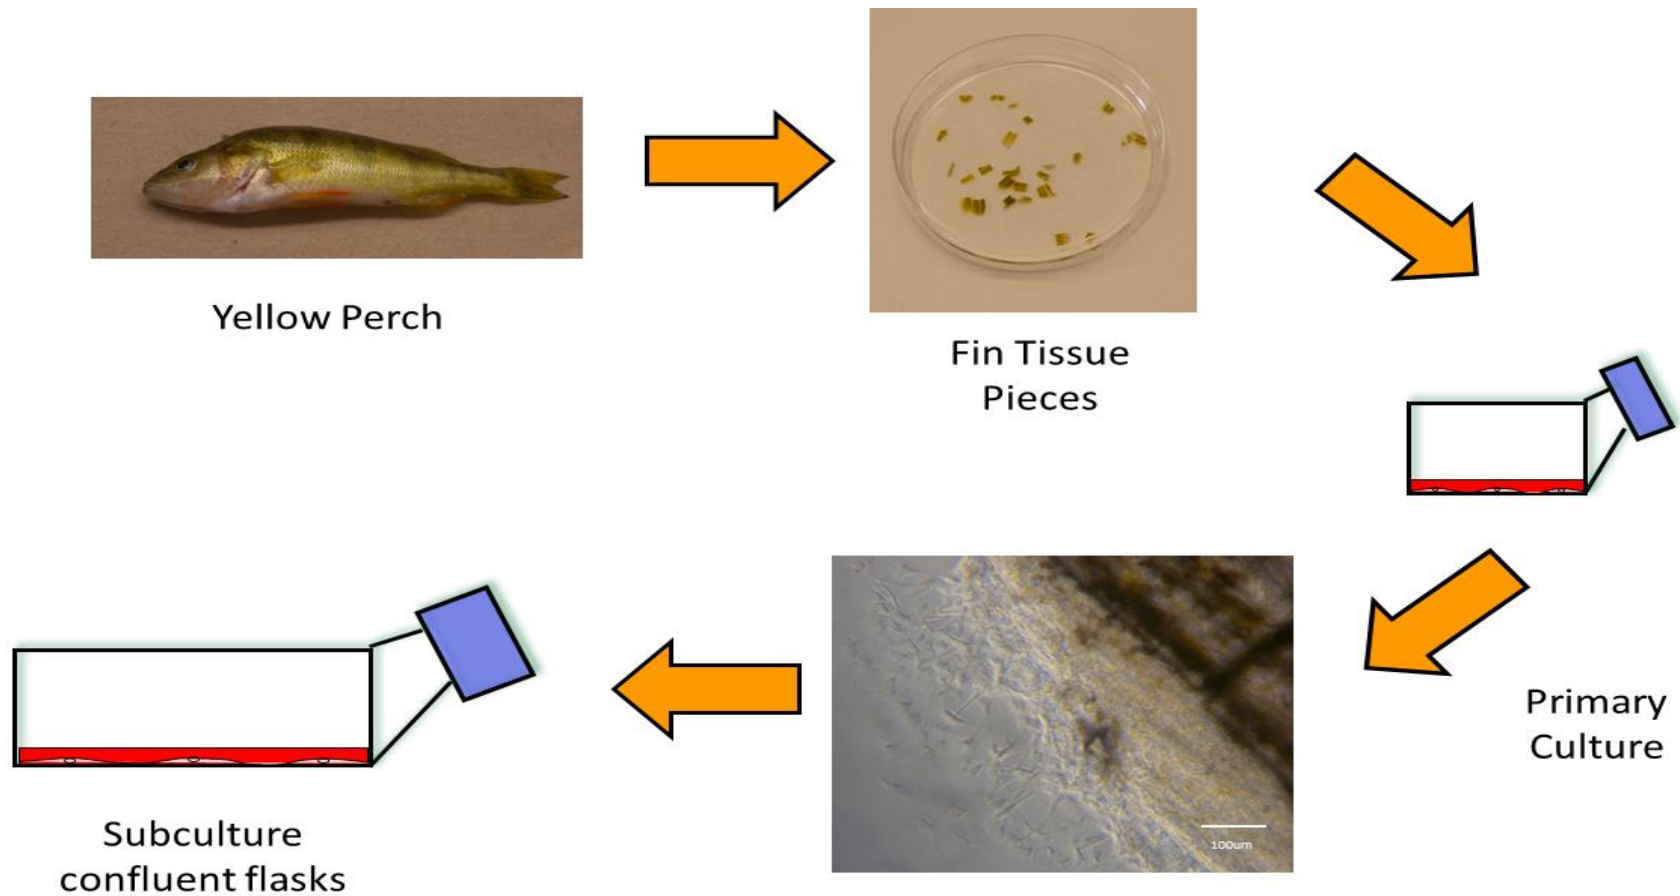 Yellow Perch
Fin Tissue
Pieces
Primary
Culture
100um
Subculture
confluent flasks